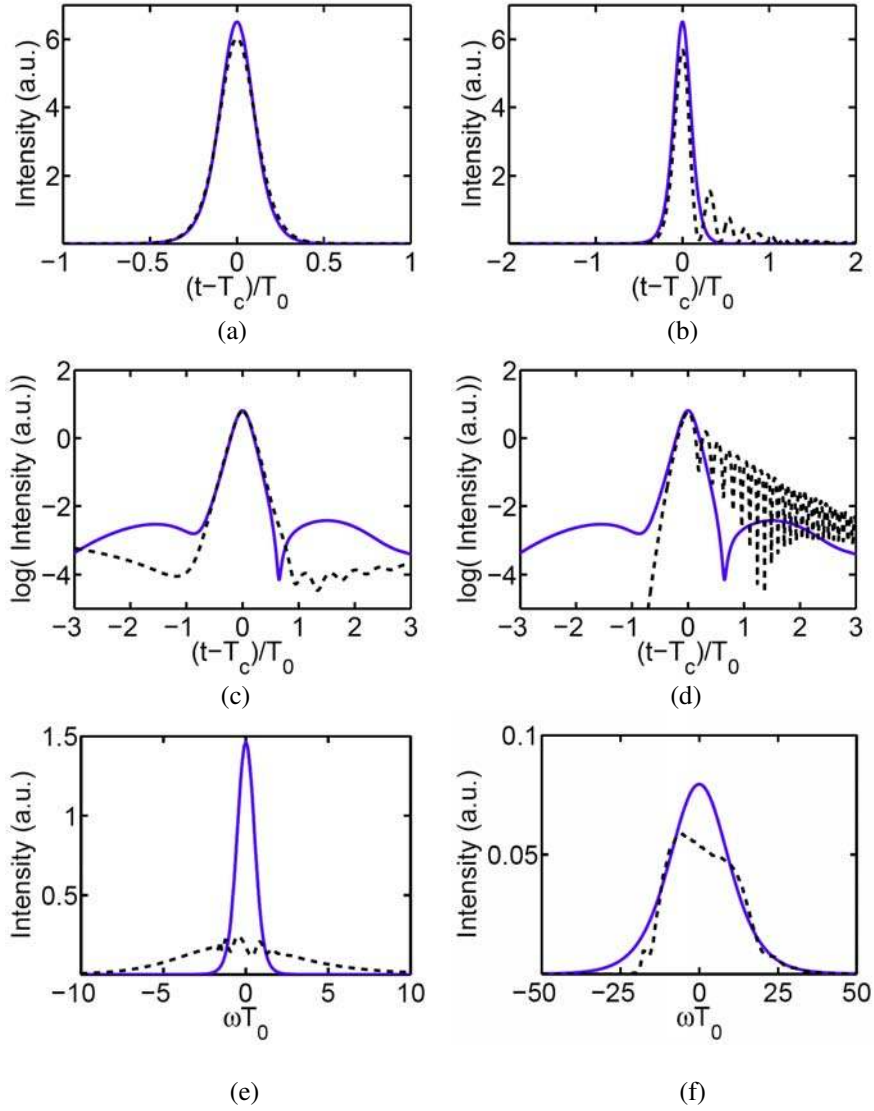 6
4
2
Intensity (a.u.)
−1 −0.5 0 0.5 1
(t−T_c)/T_0
(a)
6
4
2
Intensity (a.u.)
−2 −1 0 1 2
(t−T_c)/T_0
(b)
2
0
−2
−4
log( Intensity (a.u.))
−3 −2 −1 0 1 2 3
(t−T_c)/T_0
(c)
2
0
−2
−4
log( Intensity (a.u.))
−3 −2 −1 0 1 2 3
(t−T_c)/T_0
(d)
1.5
1
0.5
Intensity (a.u.)
−10 −5 0 5 10
ωT_0
(e)
0.1
0.05
Intensity (a.u.)
−50 −25 0 25 50
ωT_0
(f)